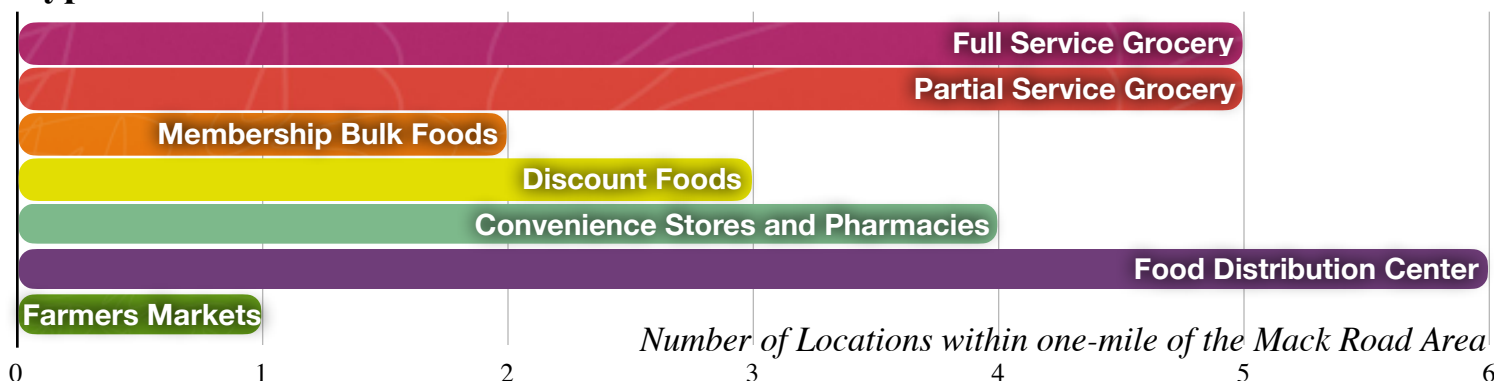 Full Service Grocery
Partial Service Grocery
Membership Bulk Foods
Discount Foods
Convenience Stores and Pharmacies
Food Distribution Center
Farmers Markets
Number of Locations within one-mile of the Mack Road Area
0 1 2 3 4 5 6